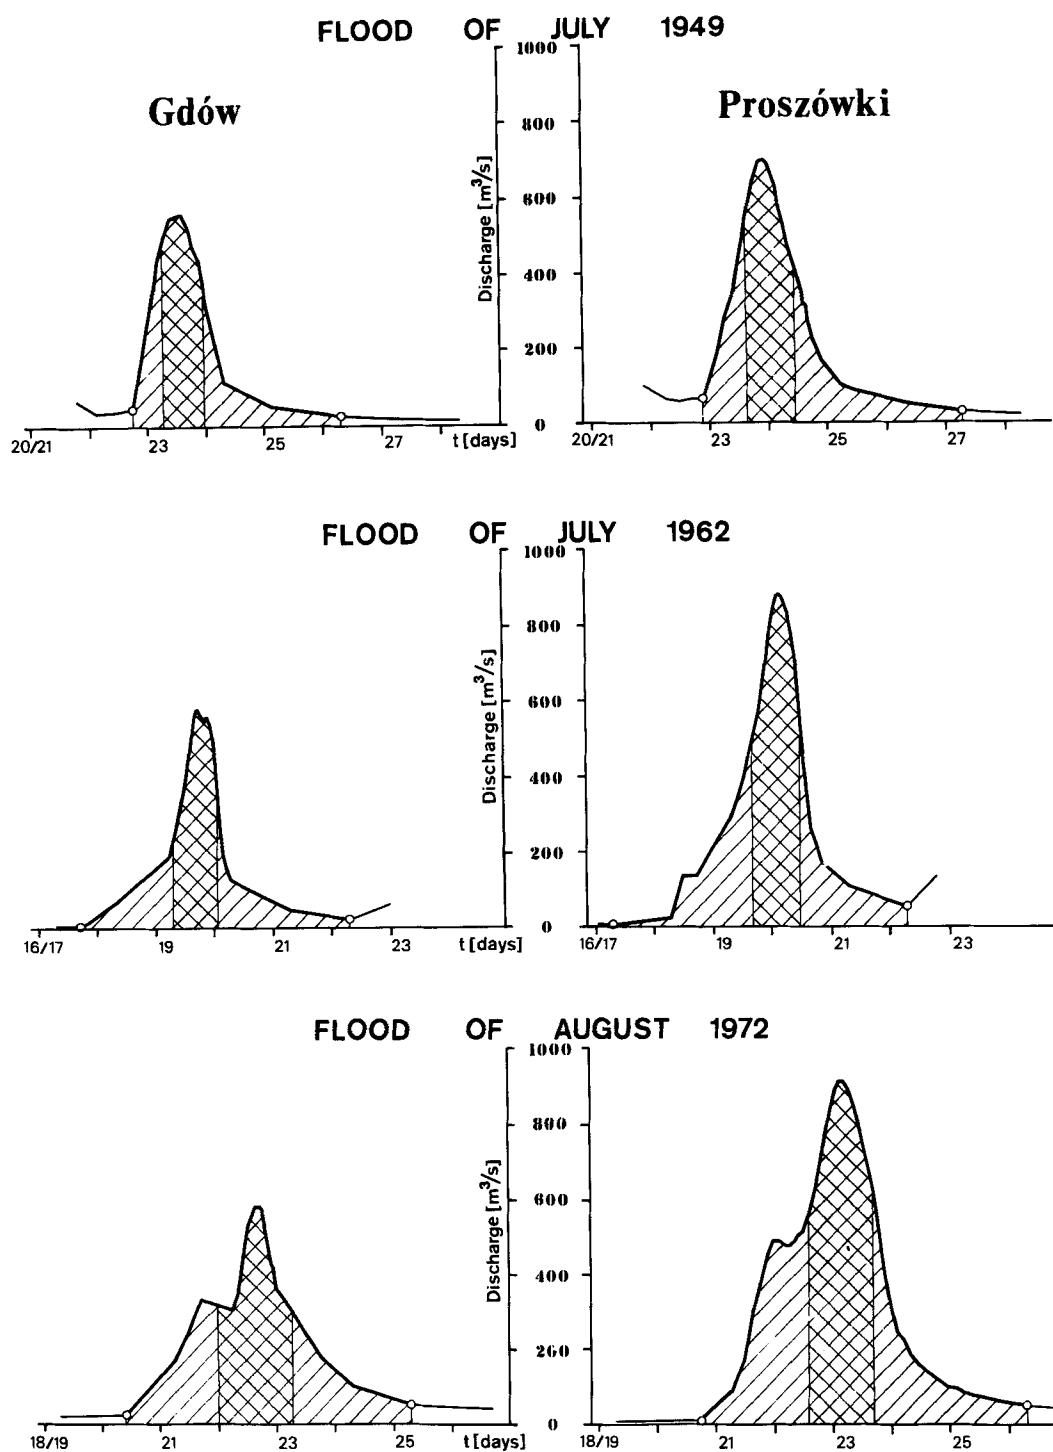 FLOOD OF JULY 1949
Gdów
Proszówki
Discharge [m³/s]
1000
800
600
400
200
0
20/21 23 25 27 t [days]
20/21 23 25 27
FLOOD OF JULY 1962
Discharge [m³/s]
1000
800
600
400
200
0
16/17 19 21 23 t [days]
16/17 19 21 23
FLOOD OF AUGUST 1972
Discharge [m³/s]
1000
800
600
400
200
0
18/19 21 23 25 t [days]
18/19 21 23 25